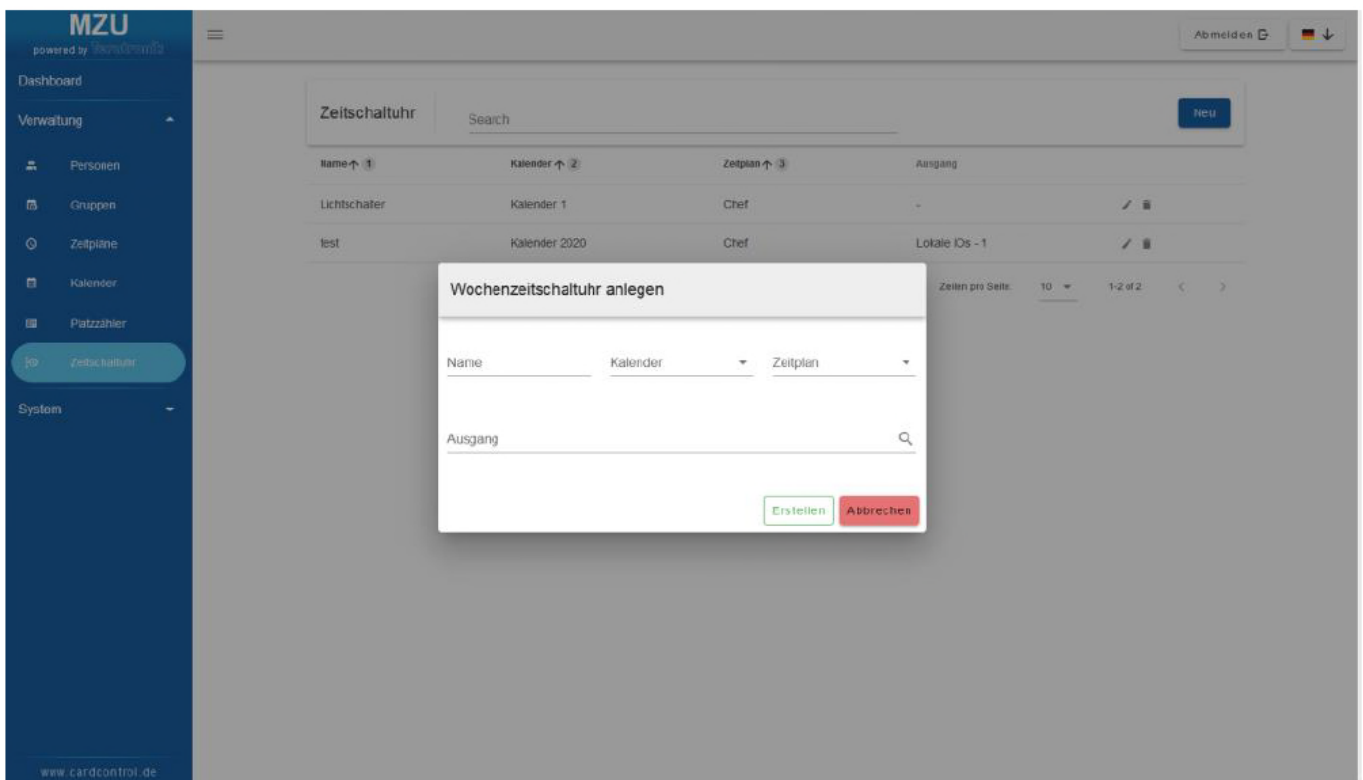 MZU
powered by
Abmelden
Dashboard
Verwaltung
Personen
Gruppen
Zeitpläne
Kalender
Platzzähler
Zeitschaltuhr
System
www.cardcontrol.de
Zeitschaltuhr
Search
Neu
Name 1 Kalender 2 Zeitplan 3 Ausgang
Lichtschalter Kalender 1 Chef -
test Kalender 2020 Chef Lokale IOs - 1
Zeilen pro Seite: 10 1-2 of 2
Wochenzeitschaltuhr anlegen
Name Kalender Zeitplan
Ausgang
Erstellen Abbrechen